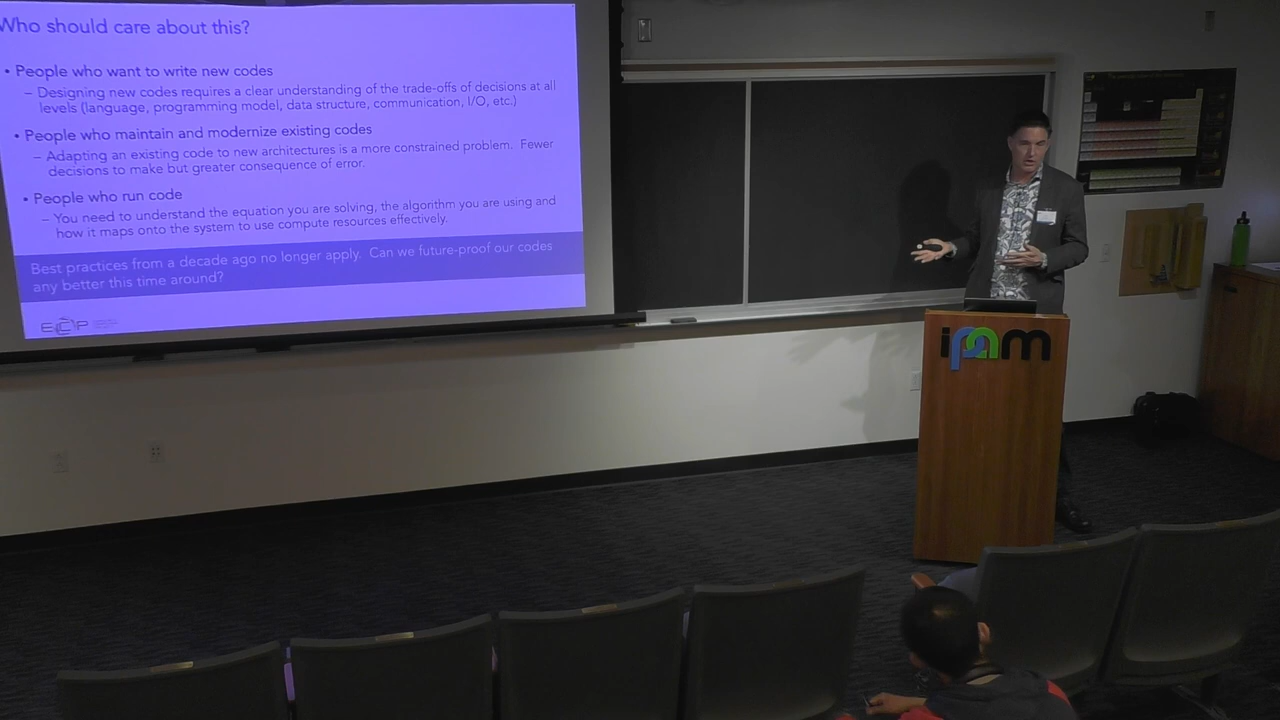 Who should care about this?
• People who want to write new codes
– Designing new codes requires a clear understanding of the trade-offs of decisions at all
levels (language, programming model, data structure, communication, I/O, etc.)
• People who maintain and modernize existing codes
– Adapting an existing code to new architectures is a more constrained problem. Fewer
decisions to make but greater consequence of error.
• People who run code
– You need to understand the equation you are solving, the algorithm you are using and
how it maps onto the system to use compute resources effectively.
Best practices from a decade ago no longer apply. Can we future-proof our codes
any better this time around?
ECP
ipam